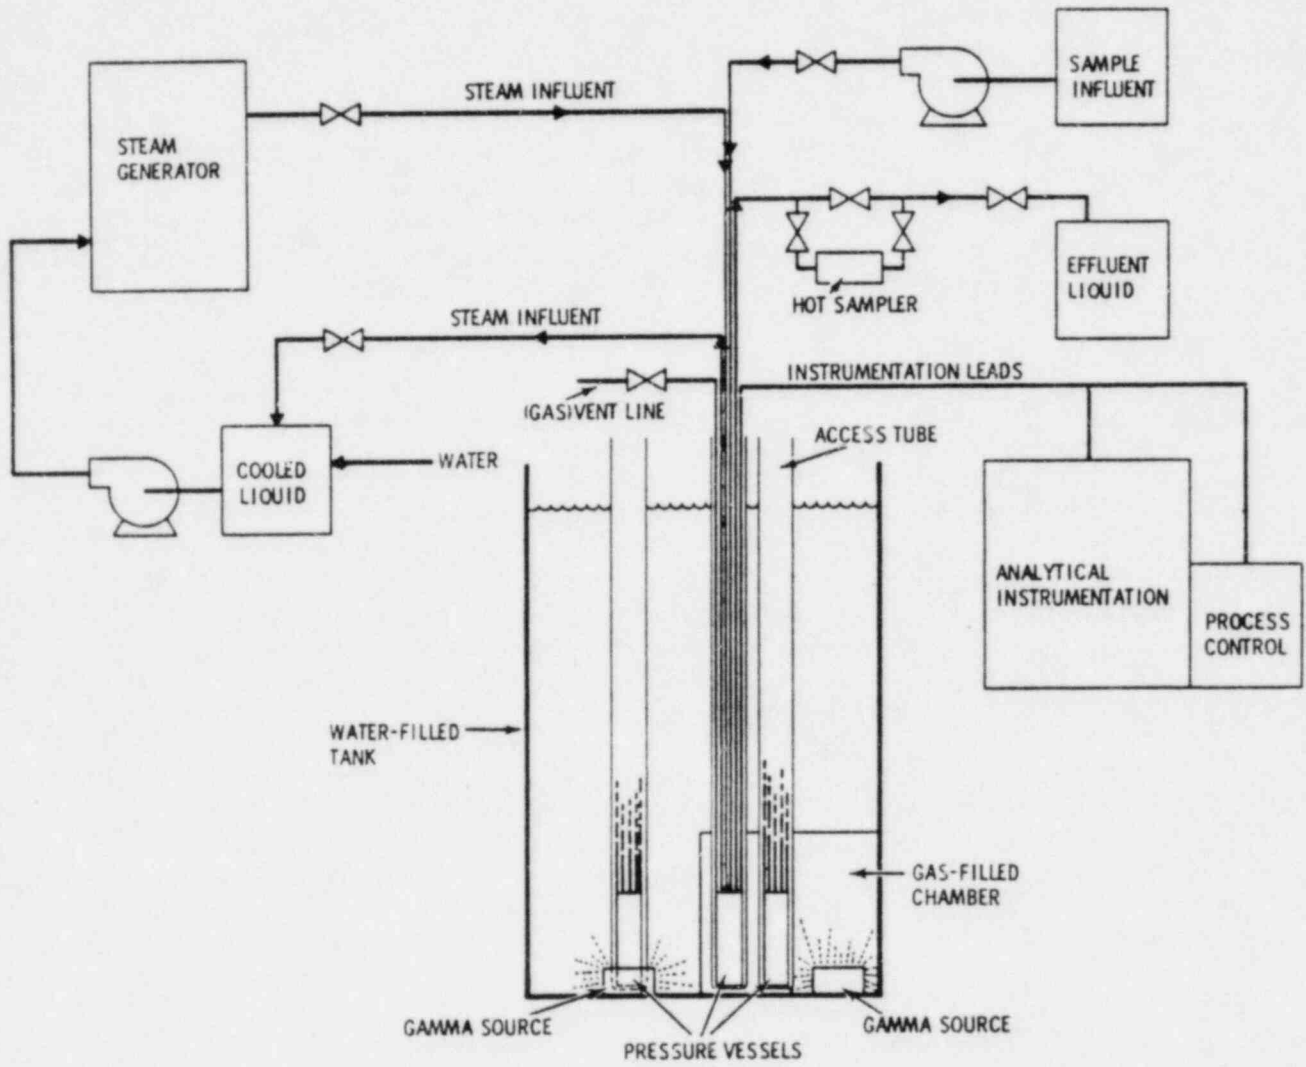 SAMPLE
INFLUENT
STEAM INFLUENT
STEAM
GENERATOR
EFFLUENT
LIQUID
HOT SAMPLER
STEAM INFLUENT
INSTRUMENTATION LEADS
(GAS)VENT LINE
ACCESS TUBE
COOLED
LIQUID
WATER
ANALYTICAL
INSTRUMENTATION
PROCESS
CONTROL
WATER-FILLED
TANK
GAS-FILLED
CHAMBER
GAMMA SOURCE
GAMMA SOURCE
PRESSURE VESSELS